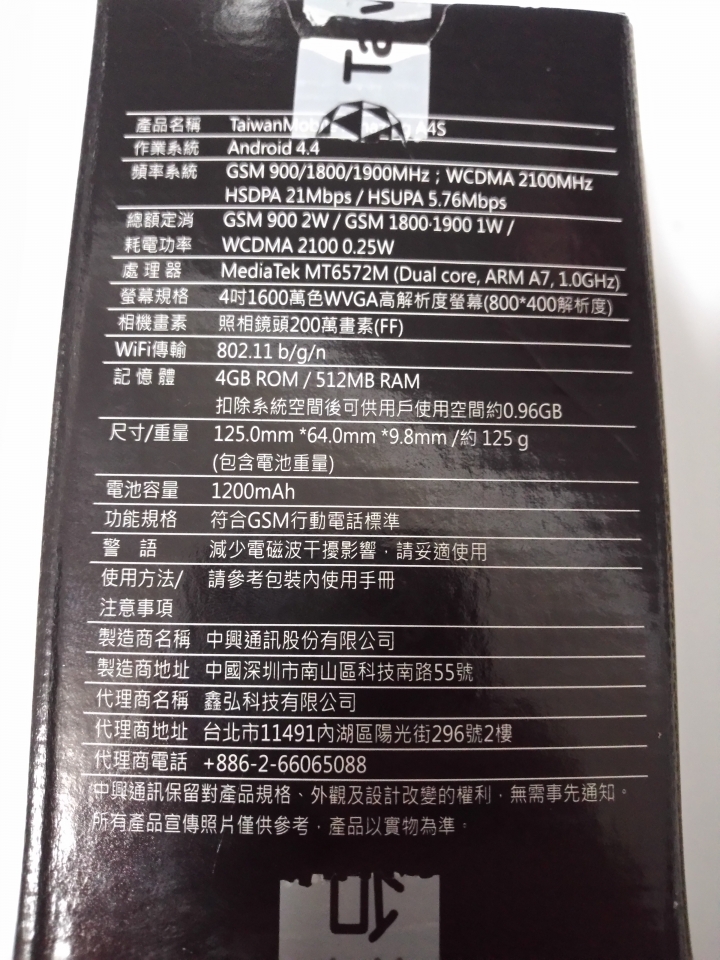 Taiw
產品名稱 TaiwanMob A4S
作業系統 Android 4.4
頻率系統 GSM 900/1800/1900MHz；WCDMA 2100MHz
HSDPA 21Mbps / HSUPA 5.76Mbps
總額定消 GSM 900 2W / GSM 1800·1900 1W /
耗電功率 WCDMA 2100 0.25W
處理器 MediaTek MT6572M (Dual core, ARM A7, 1.0GHz)
螢幕規格 4吋1600萬色WVGA高解析度螢幕(800*400解析度)
相機畫素 照相鏡頭200萬畫素(FF)
WiFi傳輸 802.11 b/g/n
記憶體 4GB ROM / 512MB RAM
扣除系統空間後可供用戶使用空間約0.96GB
尺寸/重量 125.0mm *64.0mm *9.8mm /約 125 g
(包含電池重量)
電池容量 1200mAh
功能規格 符合GSM行動電話標準
警語 減少電磁波干擾影響，請妥適使用
使用方法/ 請參考包裝內使用手冊
注意事項
製造商名稱 中興通訊股份有限公司
製造商地址 中國深圳市南山區科技南路55號
代理商名稱 鑫弘科技有限公司
代理商地址 台北市11491內湖區陽光街296號2樓
代理商電話 +886-2-66065088
中興通訊保留對產品規格、外觀及設計改變的權利，無需事先通知。
所有產品宣傳照片僅供參考，產品以實物為準。
10